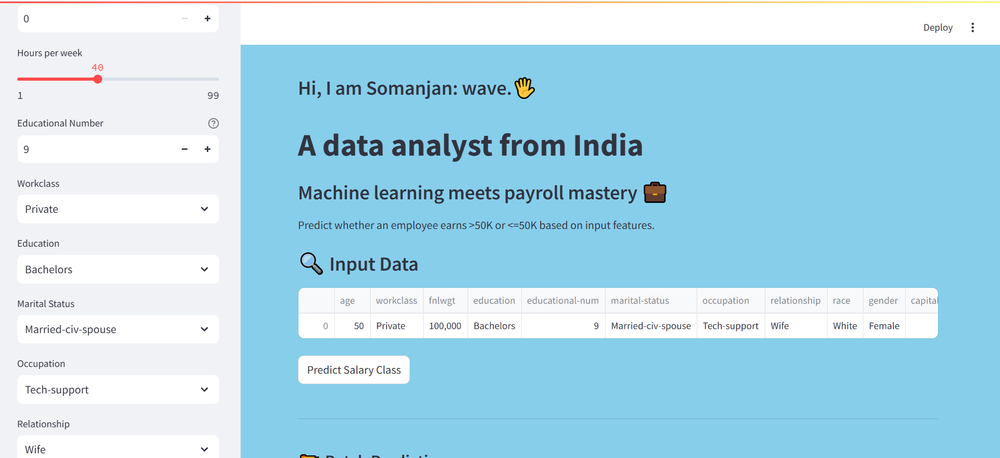 0
Hours per week
40
1 99
Educational Number
9
Workclass
Private
Education
Bachelors
Marital Status
Married-civ-spouse
Occupation
Tech-support
Relationship
Wife
Deploy
Hi, I am Somanjan: wave.
A data analyst from India
Machine learning meets payroll mastery
Predict whether an employee earns >50K or <=50K based on input features.
Input Data
age workclass fnlwgt education educational-num marital-status occupation relationship race gender capital
0 50 Private 100,000 Bachelors 9 Married-civ-spouse Tech-support Wife White Female
Predict Salary Class